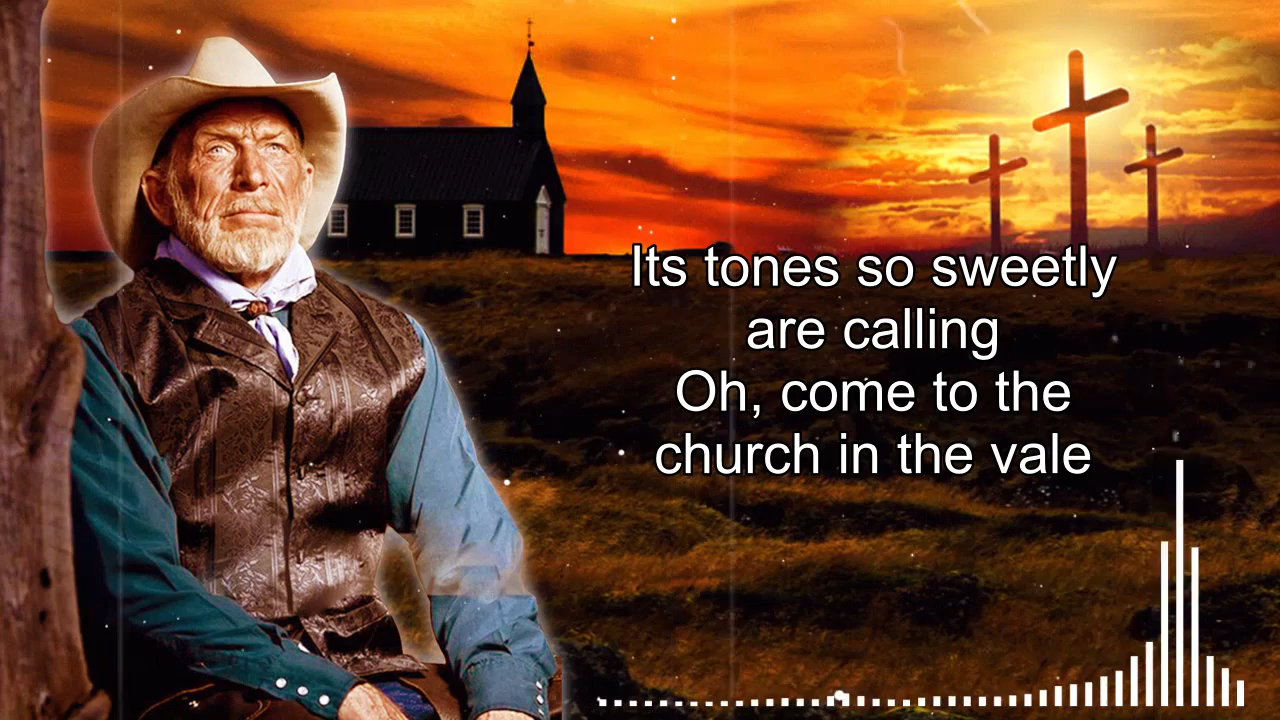 Its tones so sweetly
are calling
Oh, come to the
church in the vale